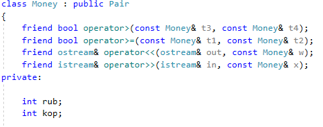 class Money : public Pair
{
friend bool operator>(const Money& t3, const Money& t4);
friend bool operator>=(const Money& t1, const Money& t2);
friend ostream& operator<<(ostream& out, const Money& w);
friend istream& operator>>(istream& in, const Money& x);
private:
int rub;
int kop;